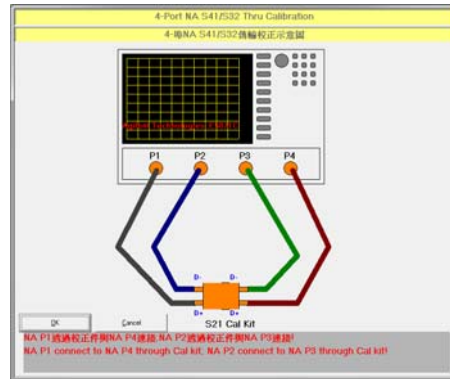 4-Port NA S41/S32 Thru Calibration
4-埠NA S41/S32傳輸校正示意圖
P1 P2 P3 P4
D- D-
D+ D+
S21 Cal Kit
OK Cancel
NA P1透過校正件與NA P4連接,NA P2透過校正件與NA P3連接!
NA P1 connect to NA P4 through Cal kit, NA P2 connect to NA P3 through Cal kit!